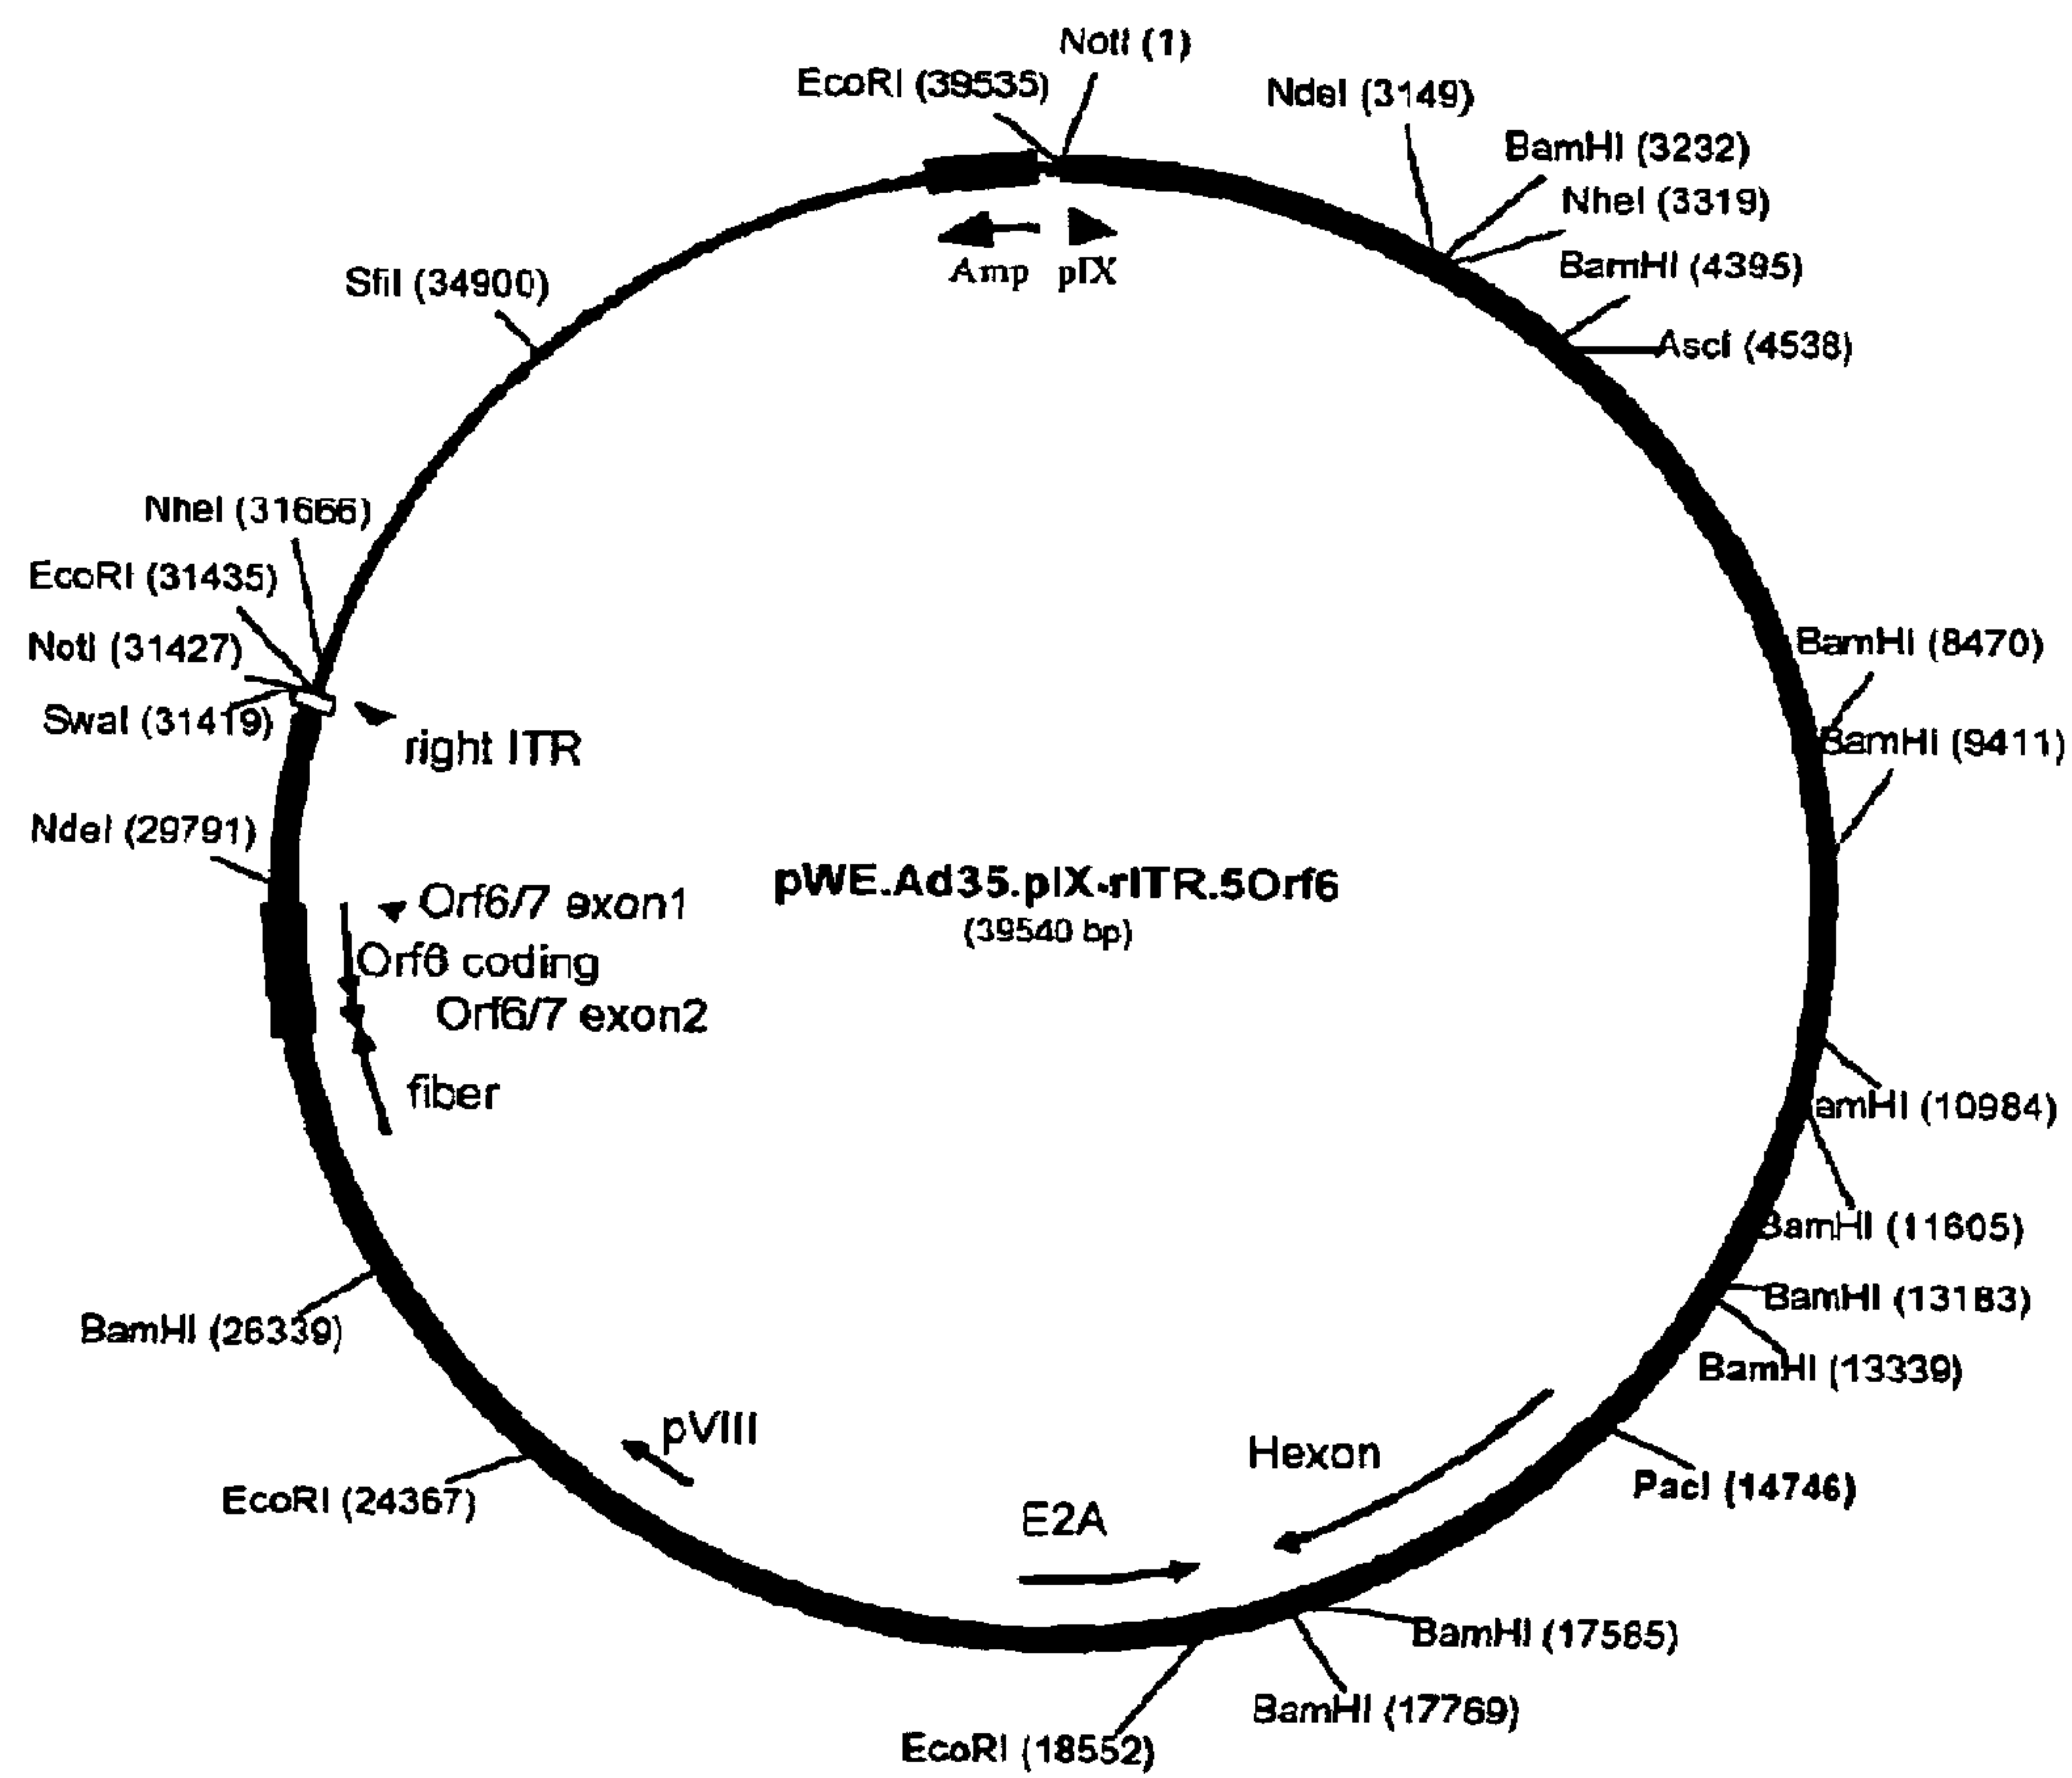 NotI (1)
EcoRI (39535)
NdeI (3149)
BamHI (3232)
NheI (3319)
BamHI (4395)
AscI (4538)
Amp pIX
SfiI (34900)
NheI (31666)
EcoRI (31435)
NotI (31427)
SwaI (31419)
right ITR
BamHI (8470)
BamHI (9411)
NdeI (29791)
pWE.Ad35.pIX-rITR.5Orf6
(39540 bp)
Orf6/7 exon1
Orf6 coding
Orf6/7 exon2
fiber
amHI (10984)
BamHI (11605)
BamHI (13183)
BamHI (13339)
BamHI (26339)
pVIII
Hexon
PacI (14746)
EcoRI (24367)
E2A
BamHI (17585)
BamHI (17769)
EcoRI (18552)